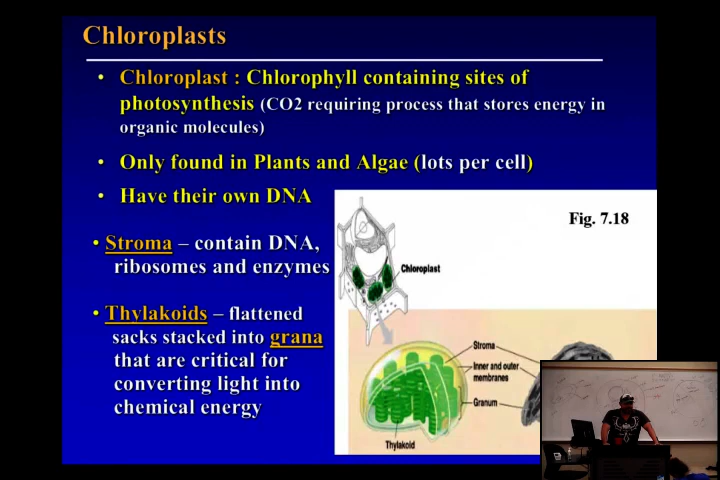 Chloroplasts
• Chloroplast : Chlorophyll containing sites of
photosynthesis (CO2 requiring process that stores energy in
organic molecules)
• Only found in Plants and Algae (lots per cell)
• Have their own DNA
• Stroma – contain DNA,
ribosomes and enzymes
• Thylakoids – flattened
sacks stacked into grana
that are critical for
converting light into
chemical energy
Fig. 7.18
Chloroplast
Stroma
Inner and outer
membranes
Granum
Thylakoid